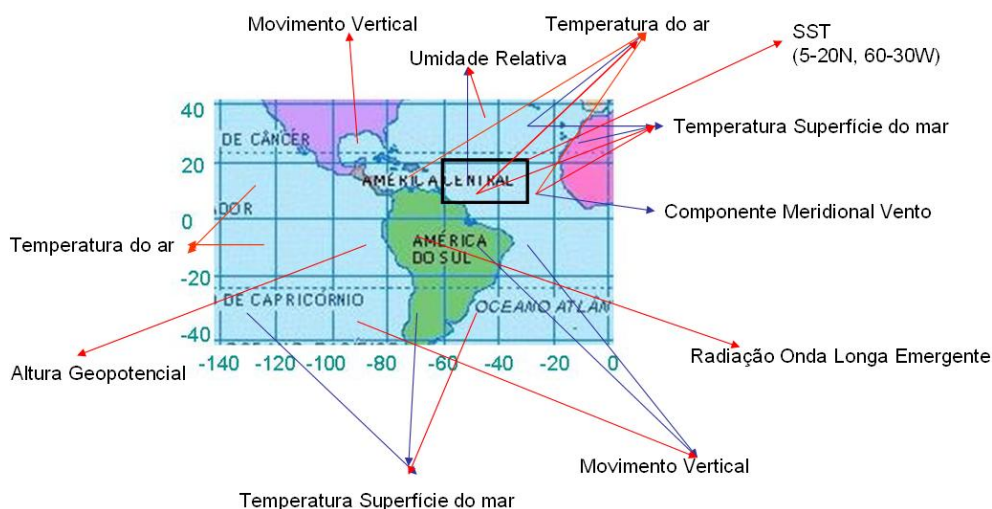 Movimento Vertical
Temperatura do ar
SST
(5-20N, 60-30W)
Umidade Relativa
40
DE CÂNCER
Temperatura Superfície do mar
20
AMÉRICA CENTRAL
Componente Meridional Vento
ADOR
0
AMÉRICA
DO SUL
Temperatura do ar
-20
DE CAPRICÓRNIO
OCEANO ATLÂN
-40
Radiação Onda Longa Emergente
Altura Geopotencial
-140 -120 -100 -80 -60 -40 -20 0
Movimento Vertical
Temperatura Superfície do mar